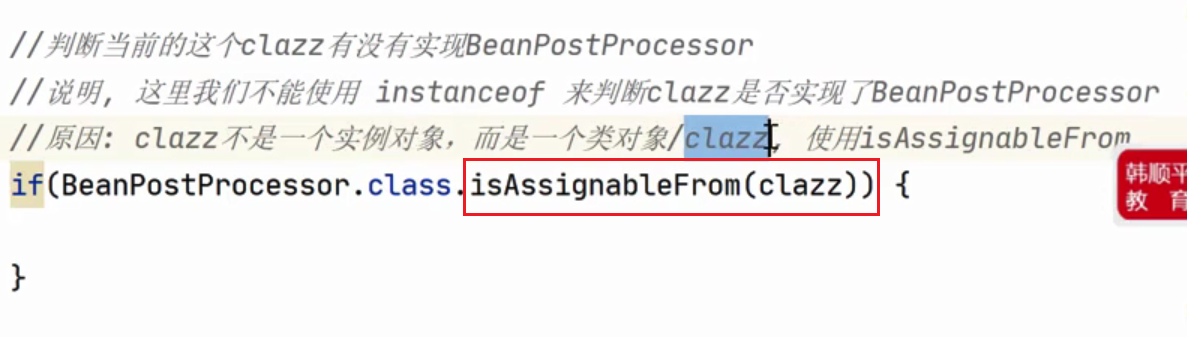 //判断当前的这个clazz有没有实现BeanPostProcessor
//说明, 这里我们不能使用 instanceof 来判断clazz是否实现了BeanPostProcessor
//原因: clazz不是一个实例对象，而是一个类对象/clazz, 使用isAssignableFrom
if(BeanPostProcessor.class.isAssignableFrom(clazz)) {
韩顺平
教 育
}